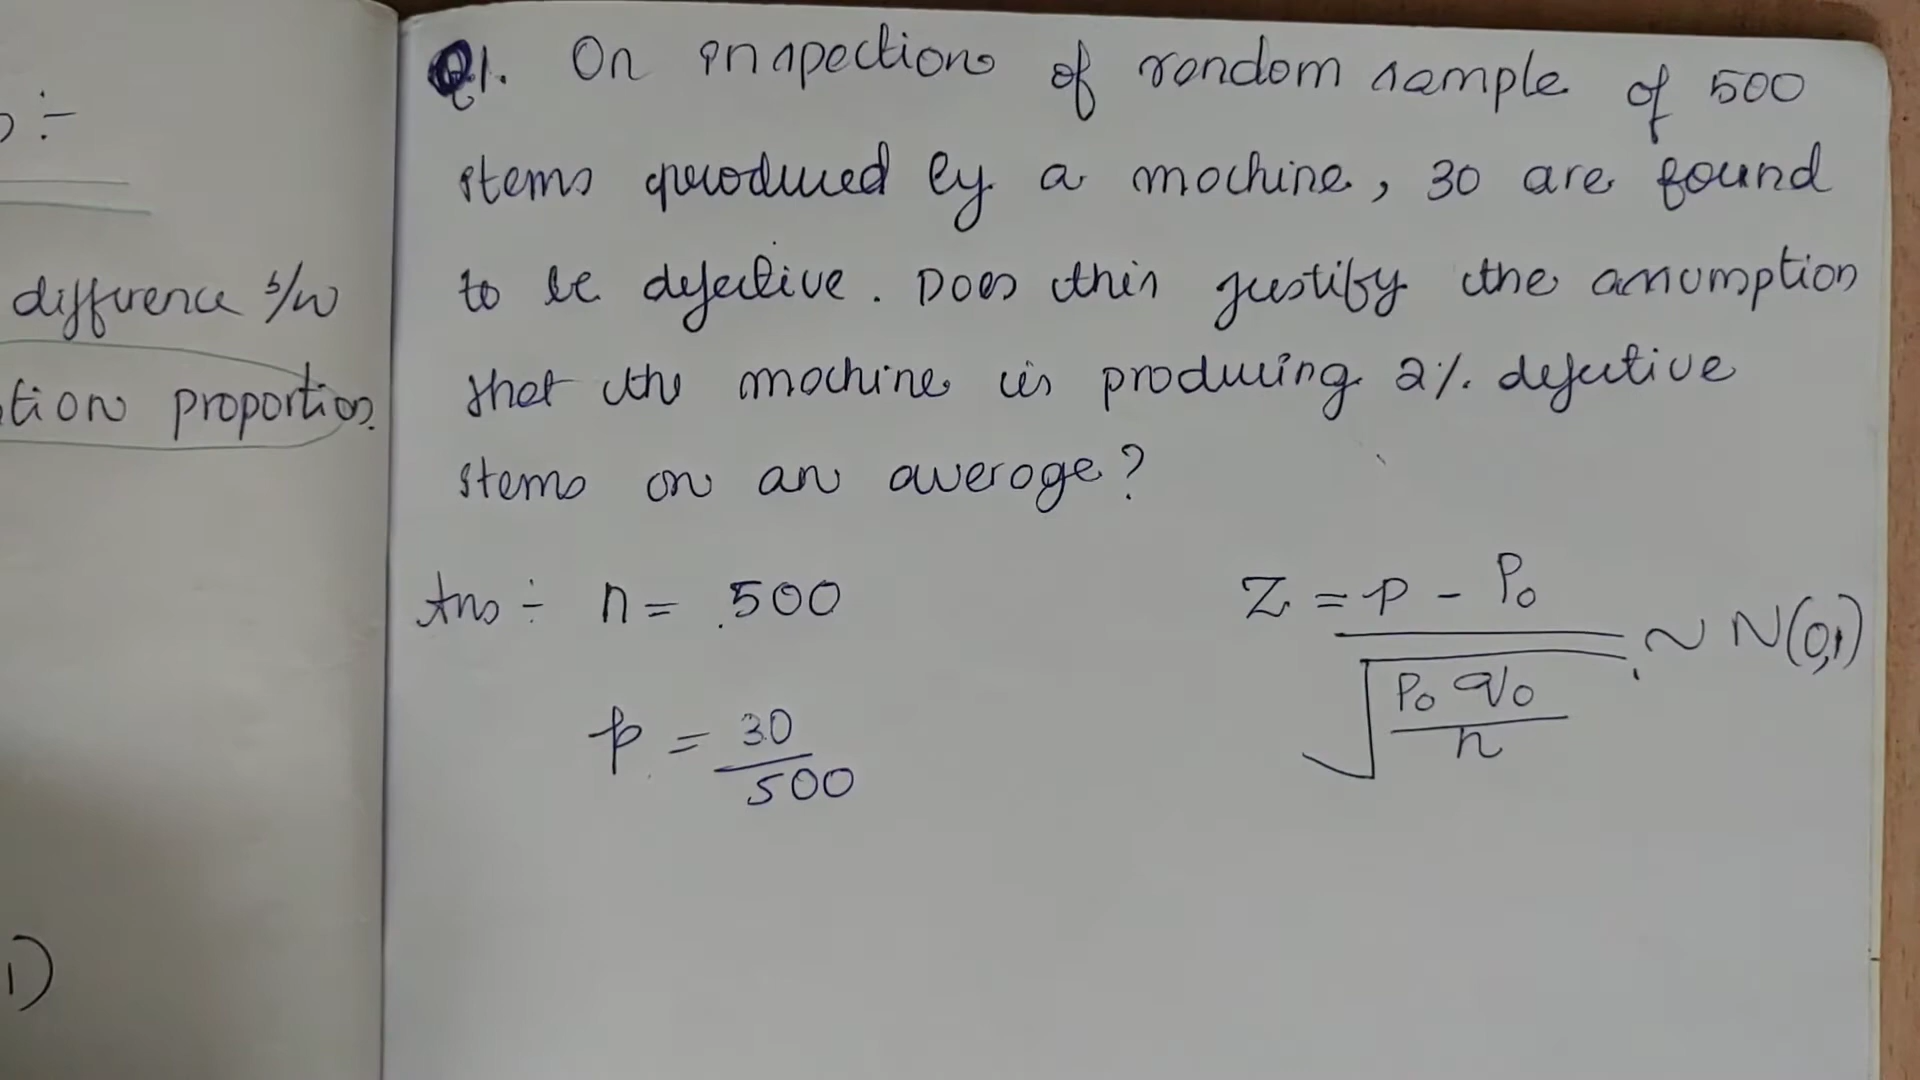 :-
difference b/w
tion proportion.
1)
Q1. On inspection of random sample of 500
items produced by a machine, 30 are found
to be defective. Does this justify the assumption
that the machine is producing 2% defective
items on an average?
Ans:- n = 500
Z = p - P₀ / √(P₀ q₀ / n) ~ N(0,1)
p = 30/500